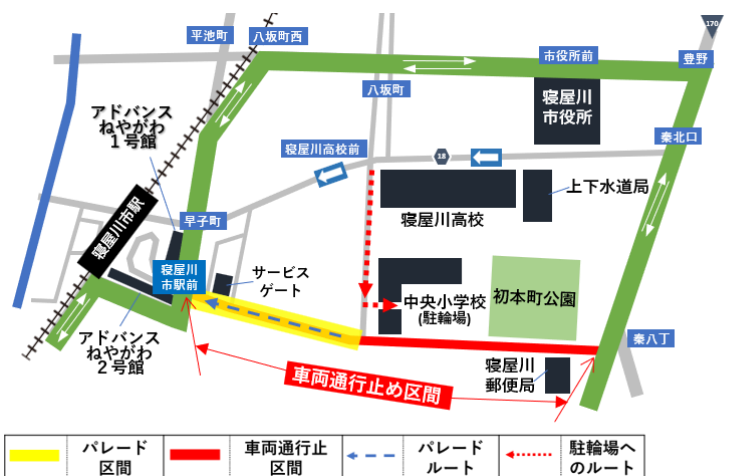 170
平池町
八坂町西
市役所前
豊野
八坂町
寝屋川
市役所
アドバンス
ねやがわ
1号館
寝屋川高校前
18
秦北口
上下水道局
寝屋川高校
寝屋川市駅
早子町
寝屋川
市駅前
サービス
ゲート
中央小学校
(駐輪場)
初本町公園
アドバンス
ねやがわ
2号館
車両通行止め区間
寝屋川
郵便局
秦八丁
パレード
区間
車両通行止
区間
パレード
ルート
駐輪場へ
のルート